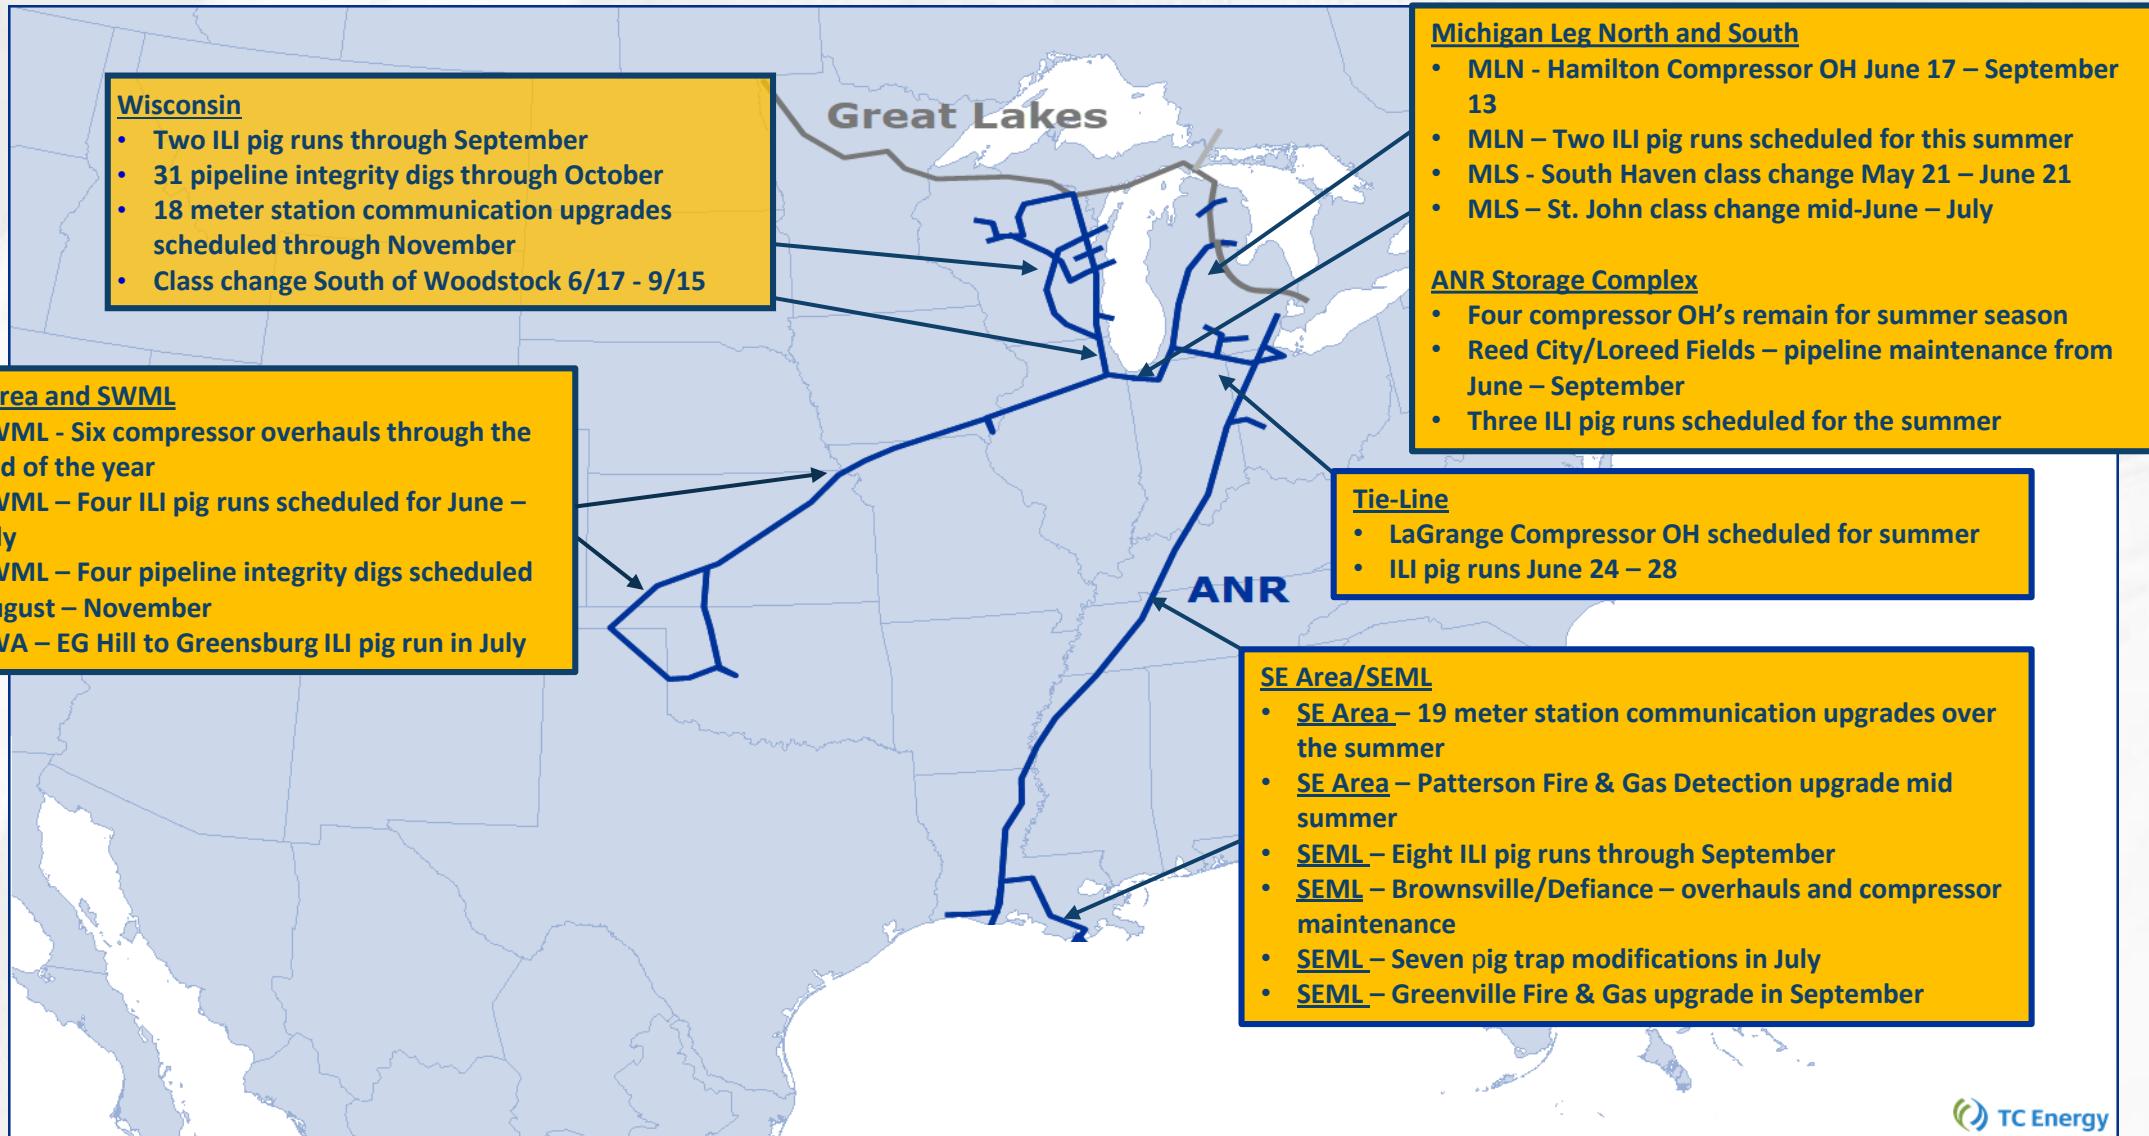 Wisconsin
• Two ILI pig runs through September
• 31 pipeline integrity digs through October
• 18 meter station communication upgrades
scheduled through November
• Class change South of Woodstock 6/17 - 9/15
Great Lakes
Michigan Leg North and South
• MLN - Hamilton Compressor OH June 17 – September
13
• MLN – Two ILI pig runs scheduled for this summer
• MLS - South Haven class change May 21 – June 21
• MLS – St. John class change mid-June – July
ANR Storage Complex
• Four compressor OH's remain for summer season
• Reed City/Loreed Fields – pipeline maintenance from
June – September
• Three ILI pig runs scheduled for the summer
and SWML
- Six compressor overhauls through the
of the year
– Four ILI pig runs scheduled for June –
– Four pipeline integrity digs scheduled
– November
– EG Hill to Greensburg ILI pig run in July
Tie-Line
• LaGrange Compressor OH scheduled for summer
• ILI pig runs June 24 – 28
ANR
SE Area/SEML
• SE Area – 19 meter station communication upgrades over
the summer
• SE Area – Patterson Fire & Gas Detection upgrade mid
summer
• SEML – Eight ILI pig runs through September
• SEML – Brownsville/Defiance – overhauls and compressor
maintenance
• SEML – Seven pig trap modifications in July
• SEML – Greenville Fire & Gas upgrade in September
TC Energy